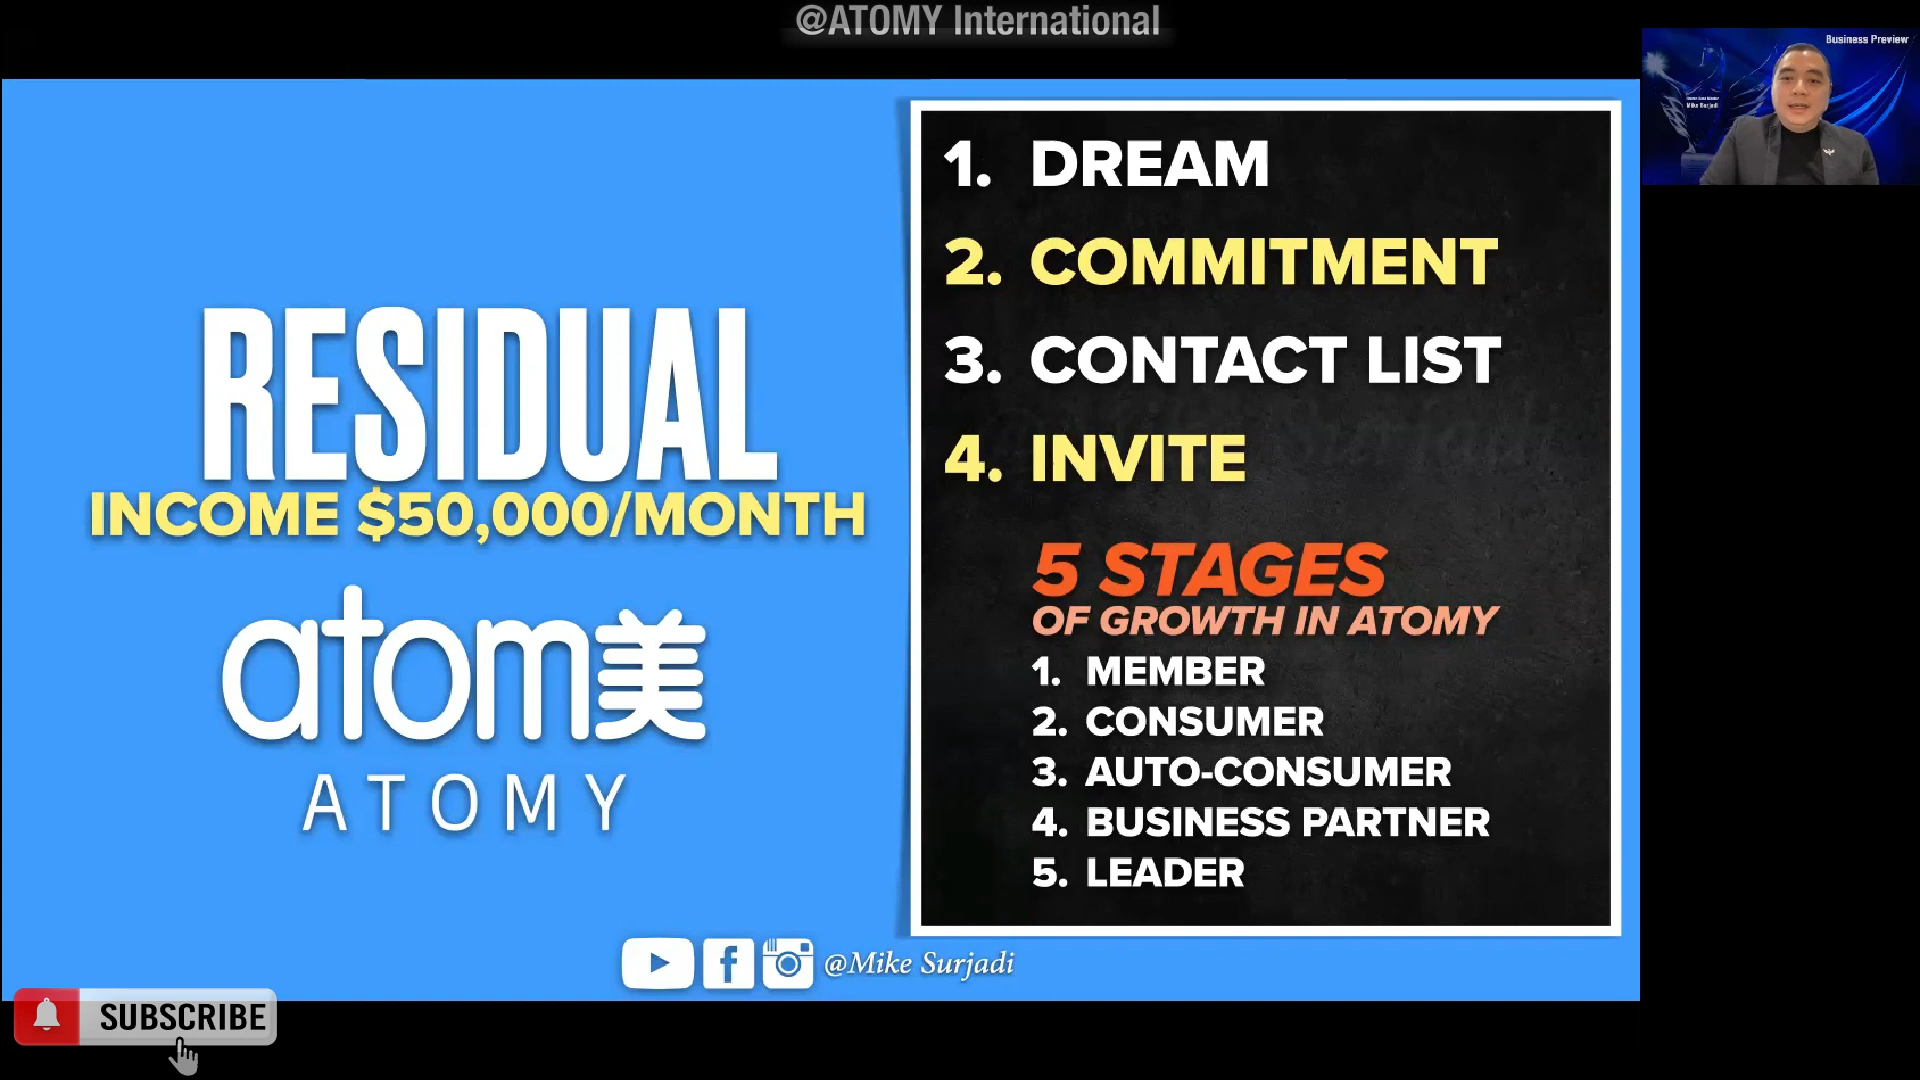 @ATOMY International
Business Preview
Mike Surjadi
RESIDUAL
INCOME $50,000/MONTH
atom美
ATOMY
1. DREAM
2. COMMITMENT
3. CONTACT LIST
4. INVITE
5 STAGES
OF GROWTH IN ATOMY
1. MEMBER
2. CONSUMER
3. AUTO-CONSUMER
4. BUSINESS PARTNER
5. LEADER
@Mike Surjadi
SUBSCRIBE